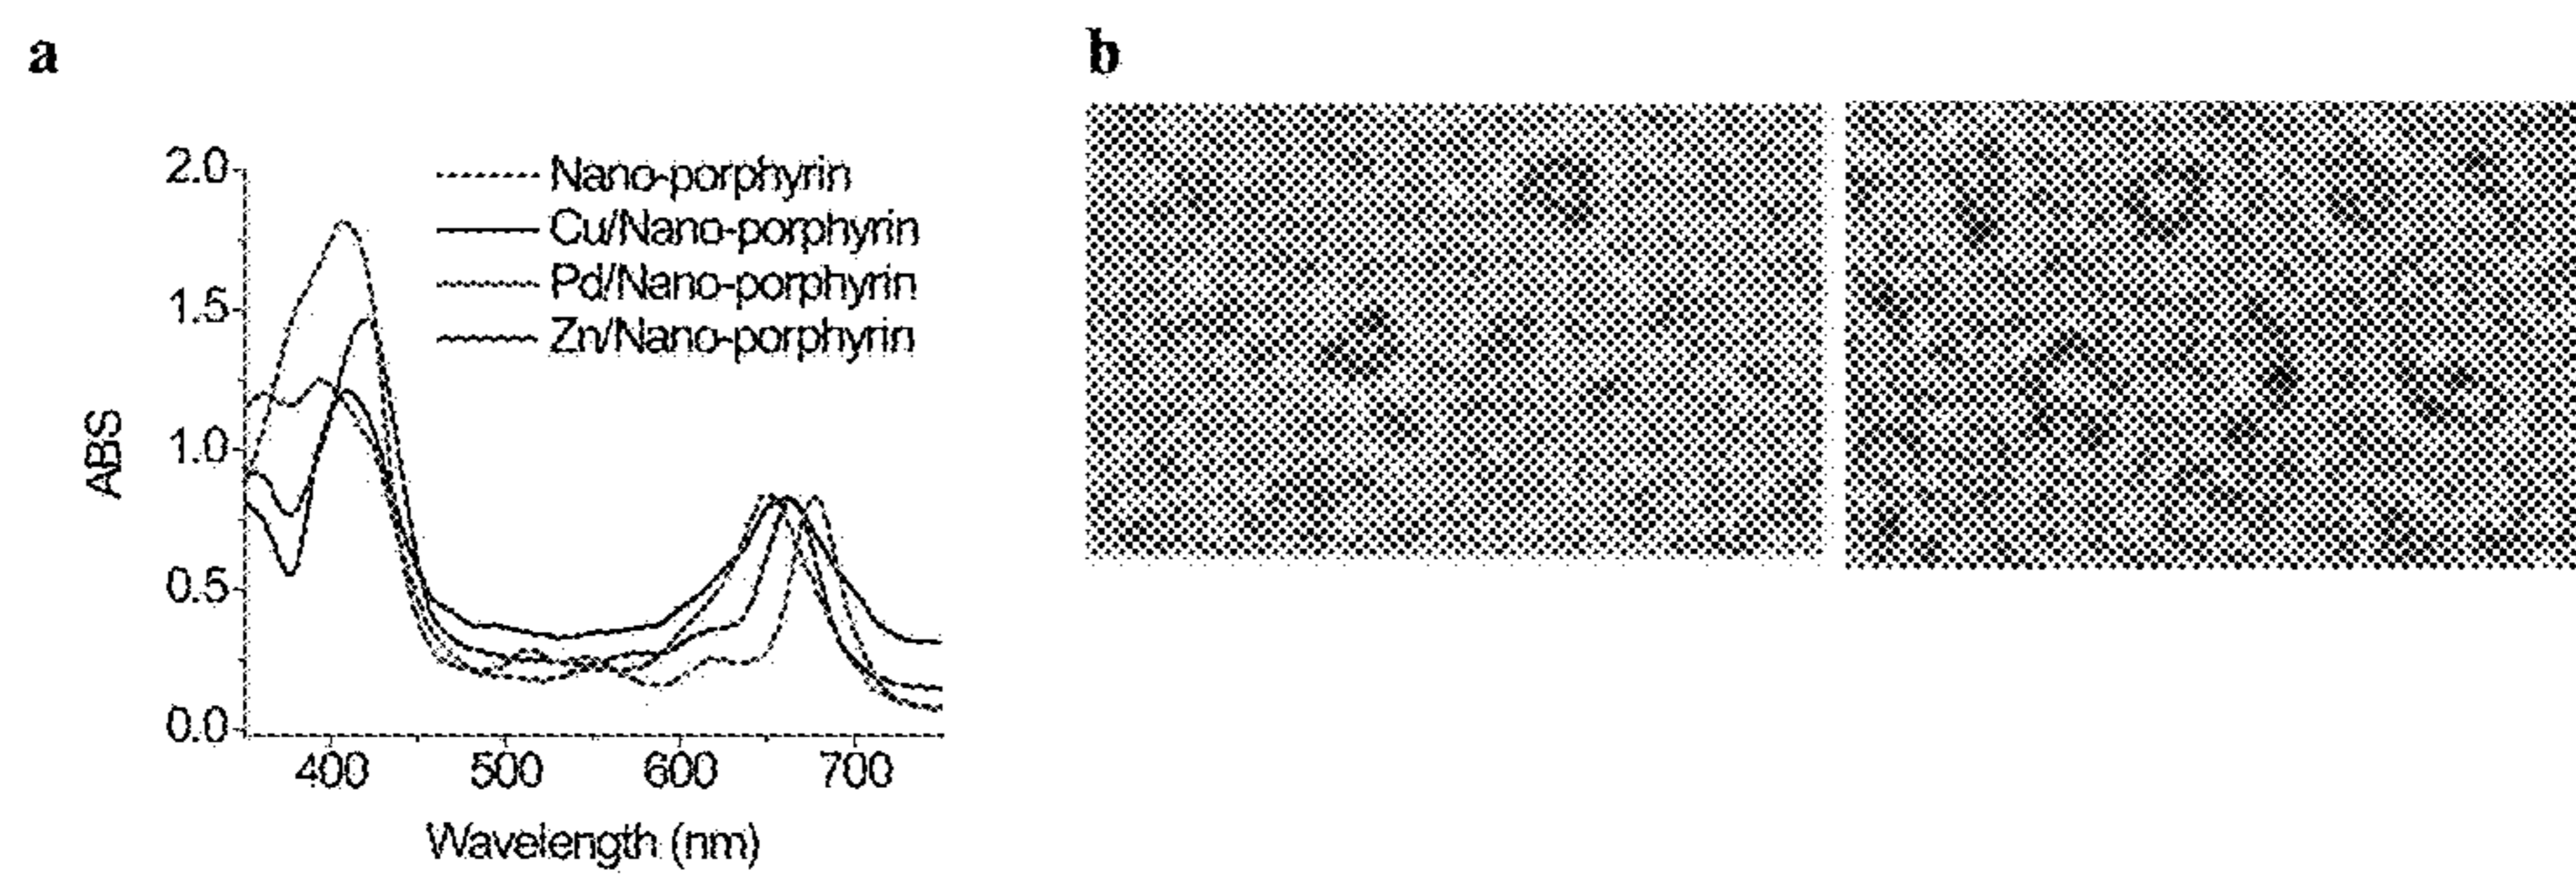 a
b
2.0
1.5
1.0
0.5
0.0
ABS
Nano-porphyrin
Cu/Nano-porphyrin
Pd/Nano-porphyrin
Zn/Nano-porphyrin
400 500 600 700
Wavelength (nm)